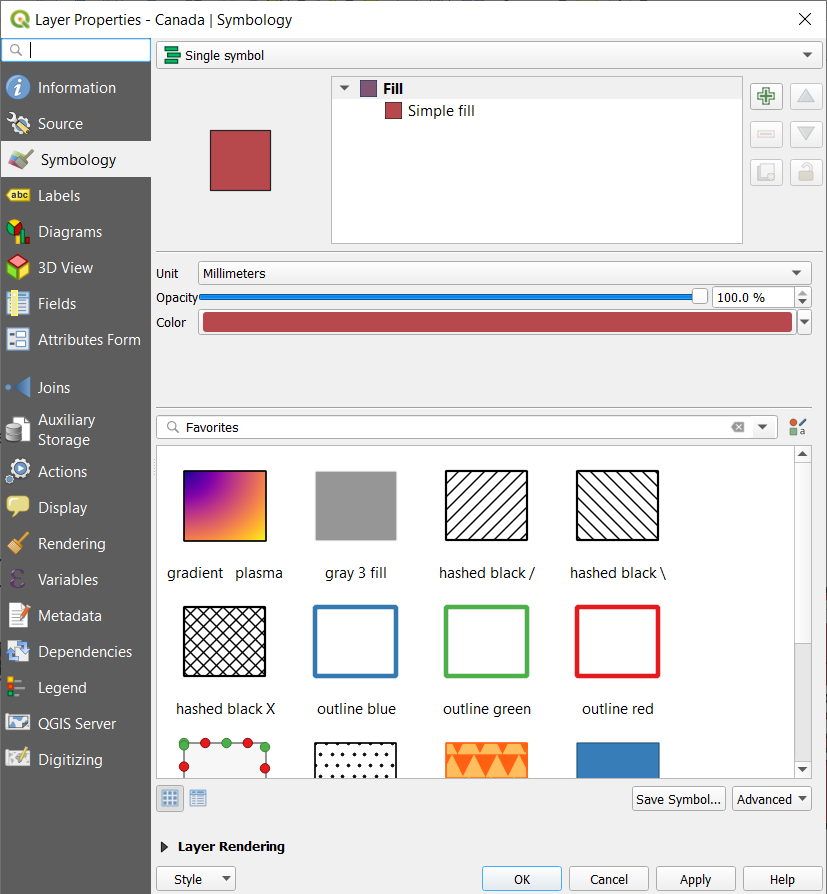 Layer Properties - Canada | Symbology
Single symbol
Information
Source
Symbology
abc Labels
Diagrams
3D View
Fields
Attributes Form
Joins
Auxiliary
Storage
Actions
Display
Rendering
Variables
Metadata
Dependencies
Legend
QGIS Server
Digitizing
Fill
Simple fill
Unit Millimeters
Opacity 100.0 %
Color
Favorites
a
gradient plasma gray 3 fill hashed black / hashed black \
hashed black X outline blue outline green outline red
Save Symbol... Advanced
Layer Rendering
Style OK Cancel Apply Help